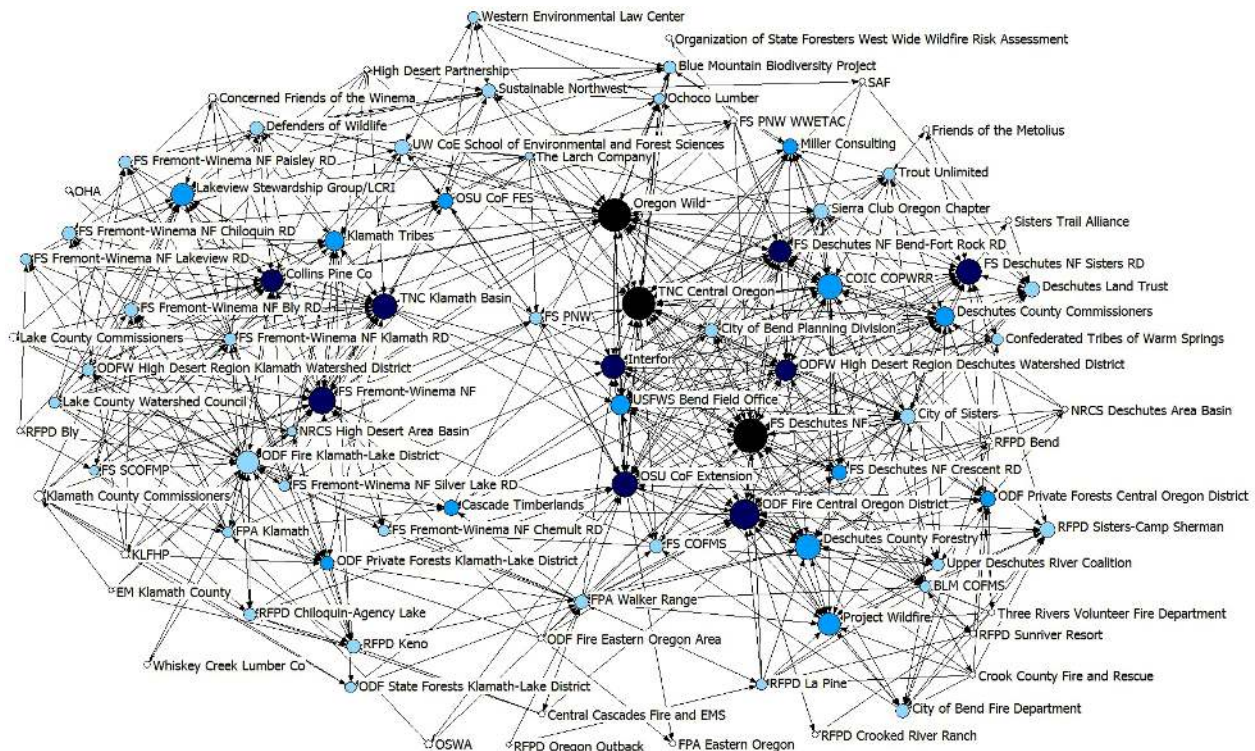 Western Environmental Law Center
Organization of State Foresters West Wide Wildfire Risk Assessment
High Desert Partnership
Blue Mountain Biodiversity Project
SAF
Sustainable Northwest
Concerned Friends of the Winema
Ochoco Lumber
FS PNW WWETAC
Defenders of Wildlife
Friends of the Metolius
UW CoE School of Environmental and Forest Sciences
Miller Consulting
The Larch Company
FS Fremont-Winema NF Paisley RD
Trout Unlimited
OHA
Lakeview Stewardship Group/LCRI
OSU CoF FES
Oregon Wild
Sierra Club Oregon Chapter
Sisters Trail Alliance
FS Fremont-Winema NF Chiloquin RD
Klamath Tribes
FS Deschutes NF Bend-Fort Rock RD
FS Fremont-Winema NF Lakeview RD
Collins Pine Co
FS Deschutes NF Sisters RD
COIC COPWRR
Deschutes Land Trust
TNC Klamath Basin
TNC Central Oregon
FS Fremont-Winema NF Bly RD
FS PNW
Deschutes County Commissioners
City of Bend Planning Division
Lake County Commissioners
FS Fremont-Winema NF Klamath RD
Confederated Tribes of Warm Springs
Interfor
ODFW High Desert Region Klamath Watershed District
ODFW High Desert Region Deschutes Watershed District
FS Fremont-Winema NF
Lake County Watershed Council
USFWS Bend Field Office
City of Sisters
NRCS Deschutes Area Basin
RFPD Bly
NRCS High Desert Area Basin
FS Deschutes NF
RFPD Bend
ODF Fire Klamath-Lake District
FS SCOFMP
FS Deschutes NF Crescent RD
OSU CoF Extension
FS Fremont-Winema NF Silver Lake RD
Klamath County Commissioners
ODF Private Forests Central Oregon District
Cascade Timberlands
ODF Fire Central Oregon District
FPA Klamath
FS Fremont-Winema NF Chemult RD
RFPD Sisters-Camp Sherman
FS COFMS
Deschutes County Forestry
KLFHP
ODF Private Forests Klamath-Lake District
Upper Deschutes River Coalition
BLM COFMS
EM Klamath County
FPA Walker Range
RFPD Chiloquin-Agency Lake
Three Rivers Volunteer Fire Department
Project Wildfire
RFPD Sunriver Resort
ODF Fire Eastern Oregon Area
RFPD Keno
Whiskey Creek Lumber Co
Crook County Fire and Rescue
ODF State Forests Klamath-Lake District
RFPD La Pine
City of Bend Fire Department
Central Cascades Fire and EMS
RFPD Crooked River Ranch
OSWA
RFPD Oregon Outback
FPA Eastern Oregon